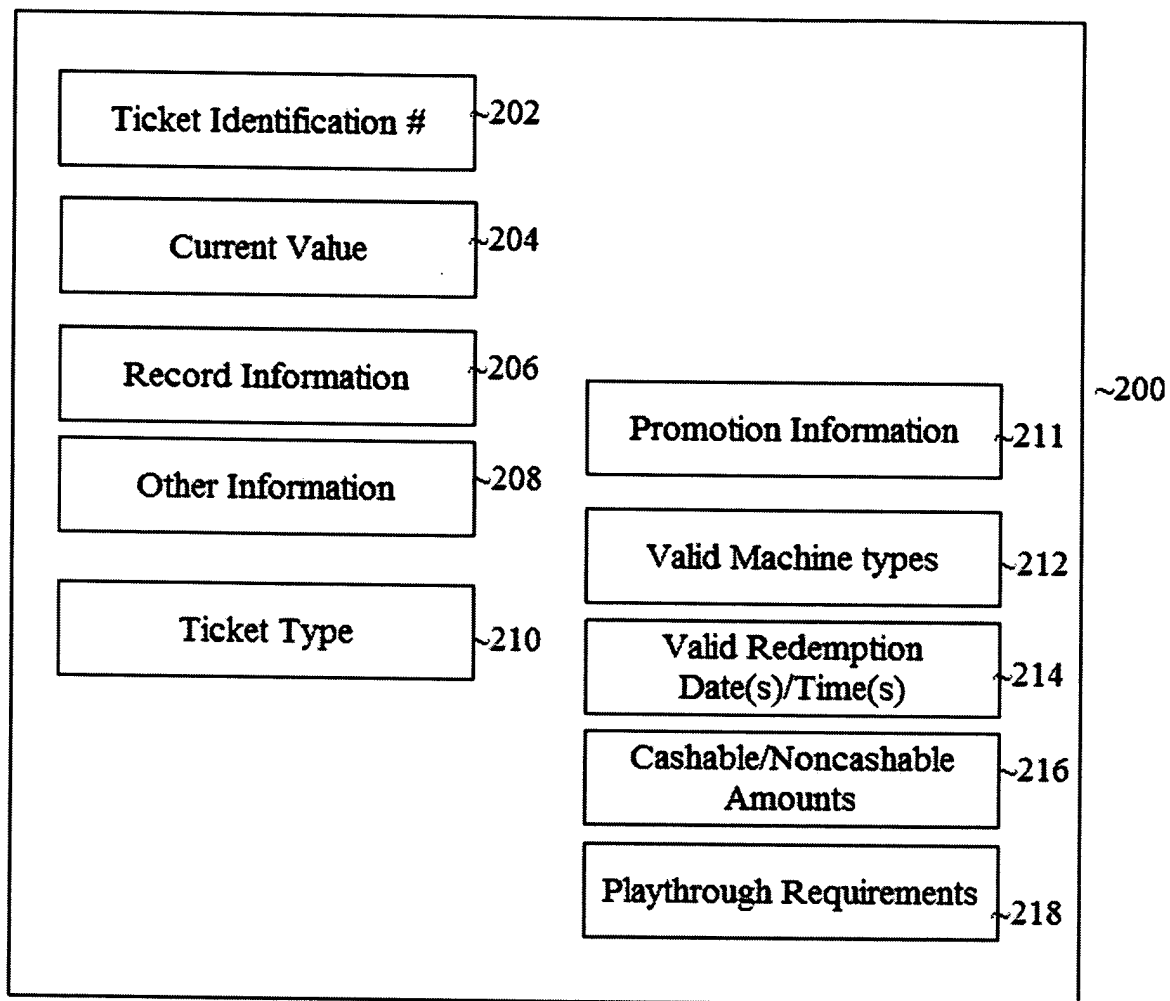 Ticket Identification #
~202
Current Value
~204
Record Information
~206
Other Information
~208
Ticket Type
~210
~200
Promotion Information
~211
Valid Machine types
~212
Valid Redemption
Date(s)/Time(s)
~214
Cashable/Noncashable
Amounts
~216
Playthrough Requirements
~218